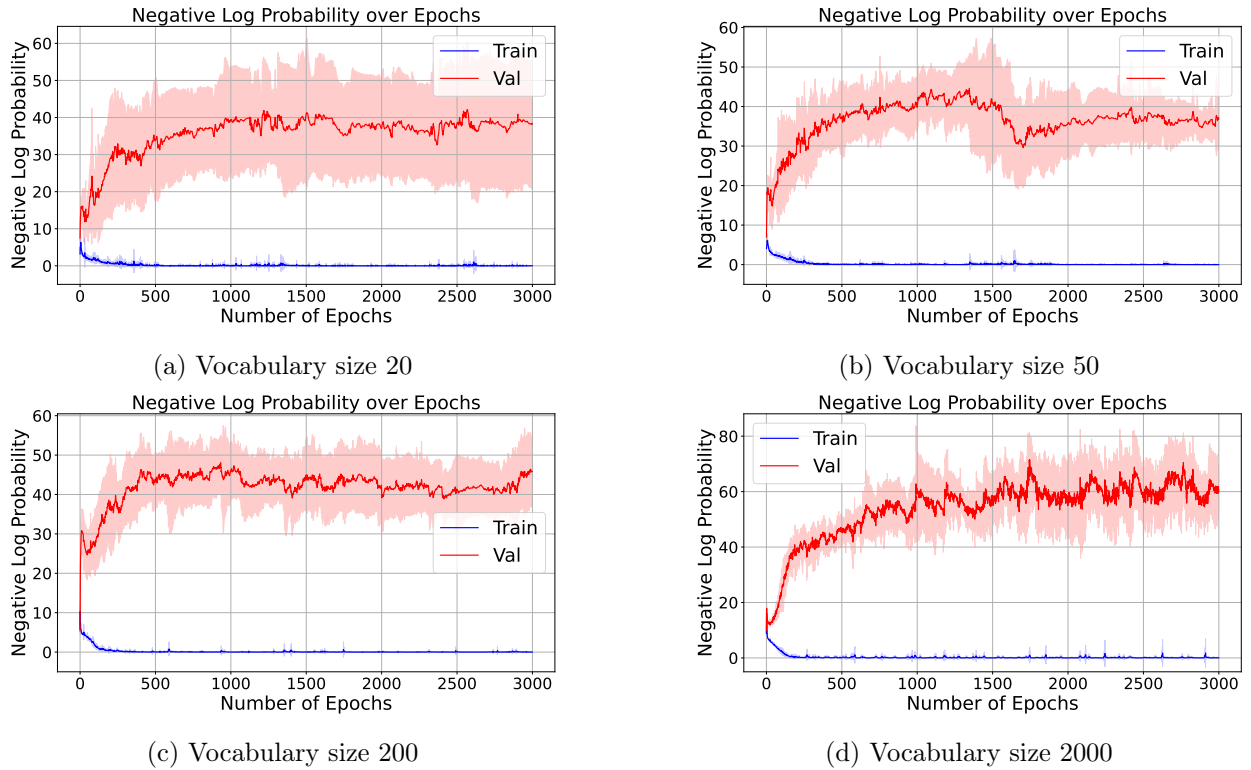 Negative Log Probability over Epochs
Negative Log Probability
60
50
40
30
20
10
0
Train
Val
0 500 1000 1500 2000 2500 3000
Number of Epochs
(a) Vocabulary size 20
Negative Log Probability over Epochs
Negative Log Probability
60
50
40
30
20
10
0
Train
Val
0 500 1000 1500 2000 2500 3000
Number of Epochs
(b) Vocabulary size 50
Negative Log Probability over Epochs
Negative Log Probability
60
50
40
30
20
10
0
Train
Val
0 500 1000 1500 2000 2500 3000
Number of Epochs
(c) Vocabulary size 200
Negative Log Probability over Epochs
Negative Log Probability
80
60
40
20
0
Train
Val
0 500 1000 1500 2000 2500 3000
Number of Epochs
(d) Vocabulary size 2000